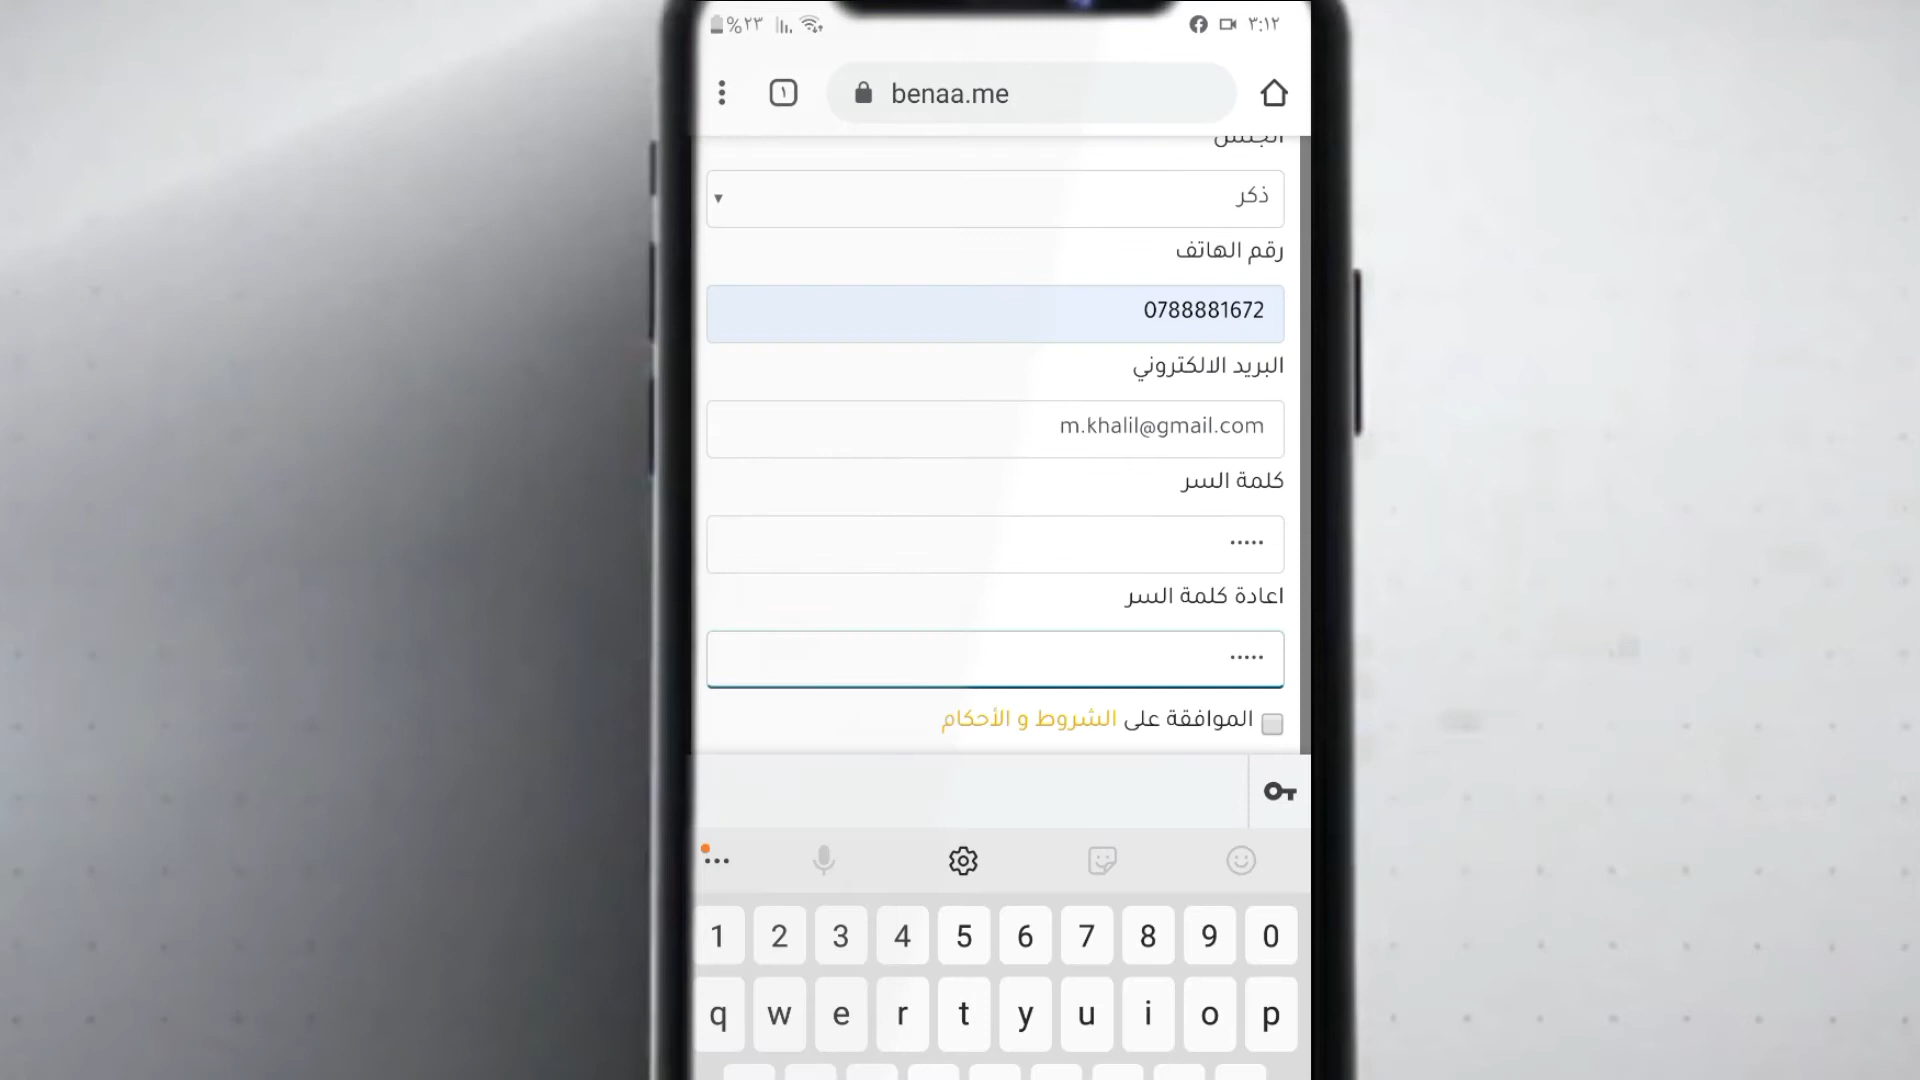 %٢٣
٣:١٢
١
benaa.me
الجنس
ذكر
رقم الهاتف
0788881672
البريد الالكتروني
m.khalil@gmail.com
كلمة السر
•••••
اعادة كلمة السر
•••••
الموافقة على الشروط و الأحكام
1 2 3 4 5 6 7 8 9 0
q w e r t y u i o p